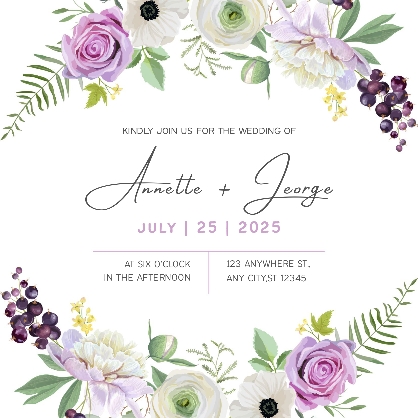 KINDLY JOIN US FOR THE WEDDING OF
Annette + Jeorge
JULY | 25 | 2025
AT SIX O'CLOCK
IN THE AFTERNOON
123 ANYWHERE ST.,
ANY CITY,ST 12345